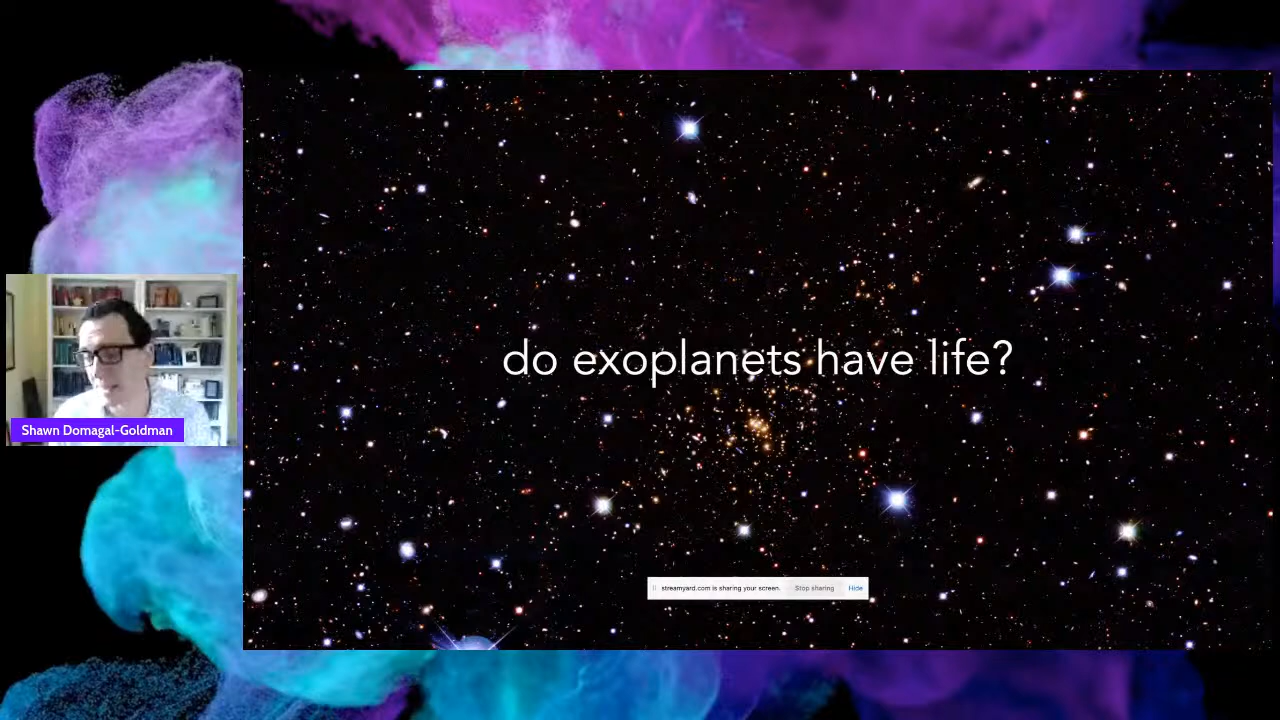 do exoplanets have life?
Shawn Domagal-Goldman
streamyard.com is sharing your screen. Stop sharing Hide